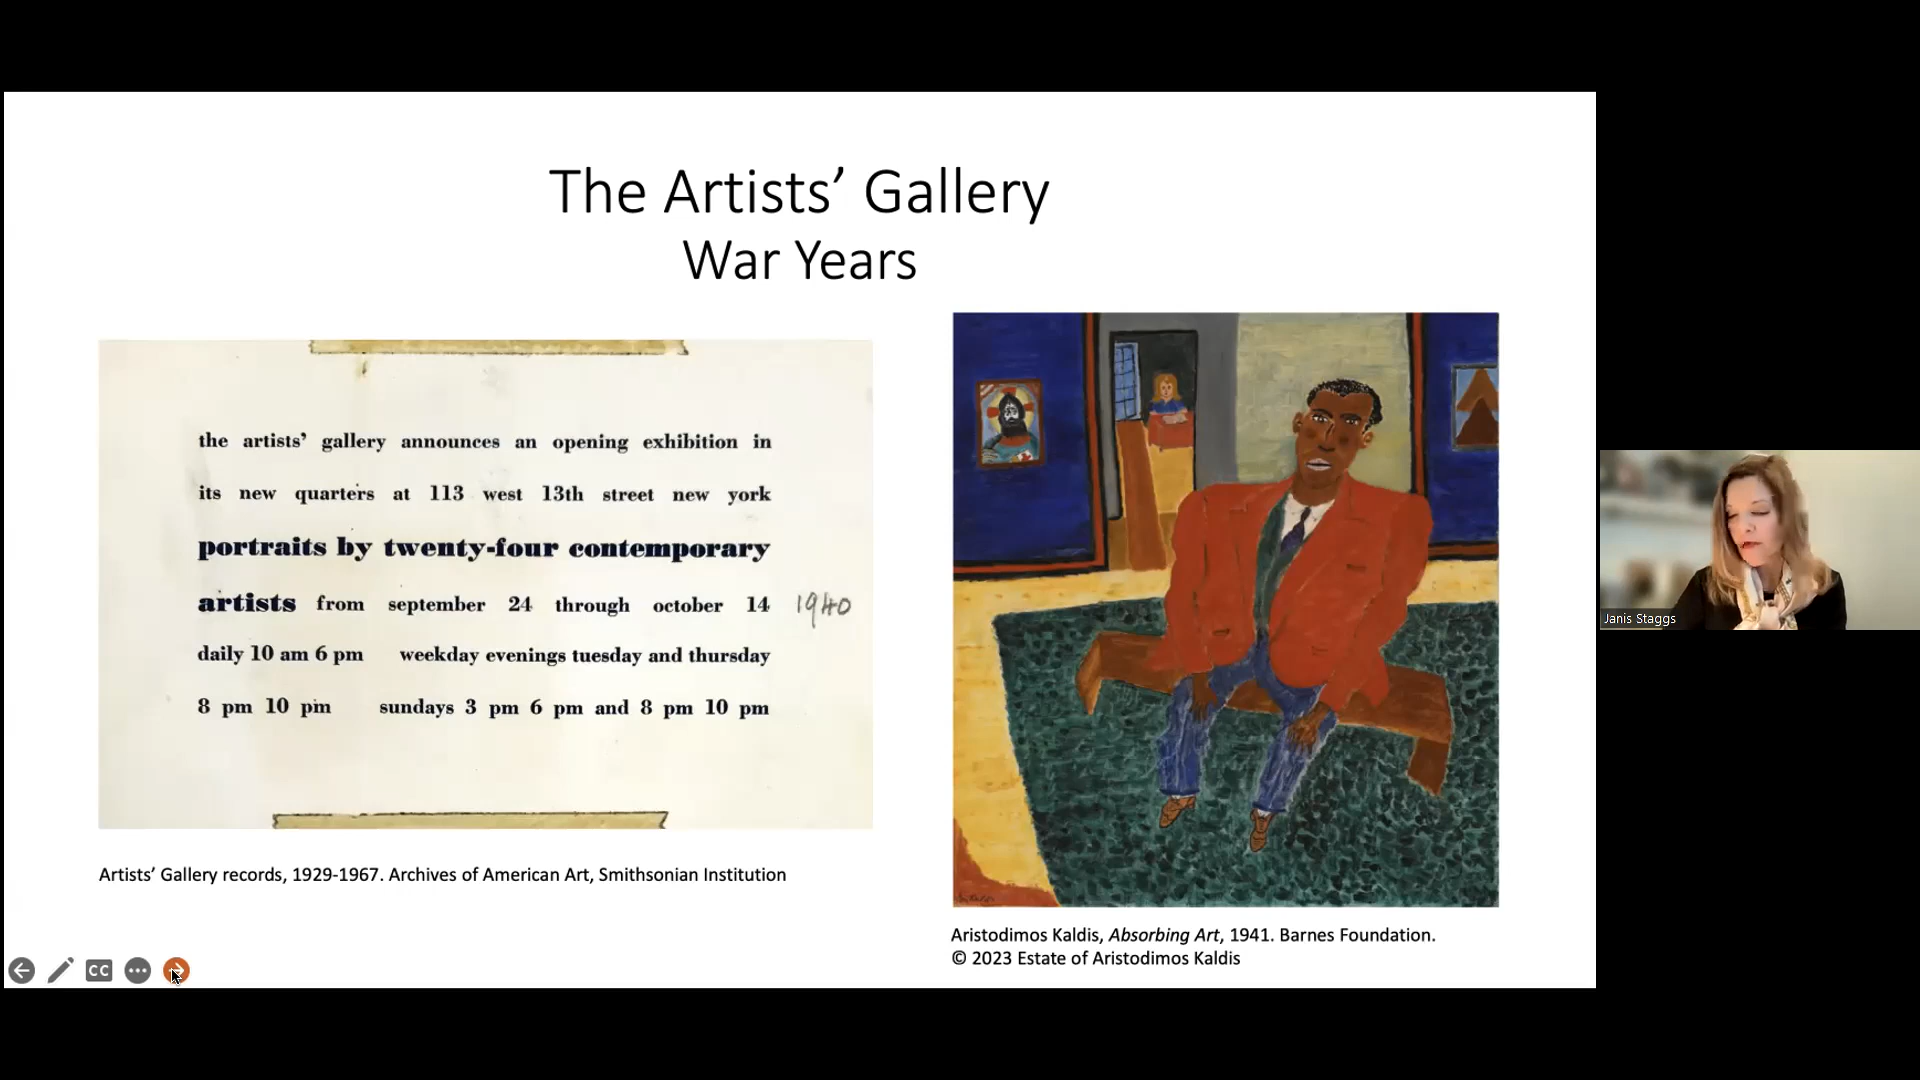 The Artists’ Gallery
War Years
the artists’ gallery announces an opening exhibition in
its new quarters at 113 west 13th street new york
portraits by twenty-four contemporary
artists from september 24 through october 14 1940
daily 10 am 6 pm weekday evenings tuesday and thursday
8 pm 10 pm sundays 3 pm 6 pm and 8 pm 10 pm
Artists’ Gallery records, 1929-1967. Archives of American Art, Smithsonian Institution
Aristodimos Kaldis, Absorbing Art, 1941. Barnes Foundation.
© 2023 Estate of Aristodimos Kaldis
CC
Janis Staggs